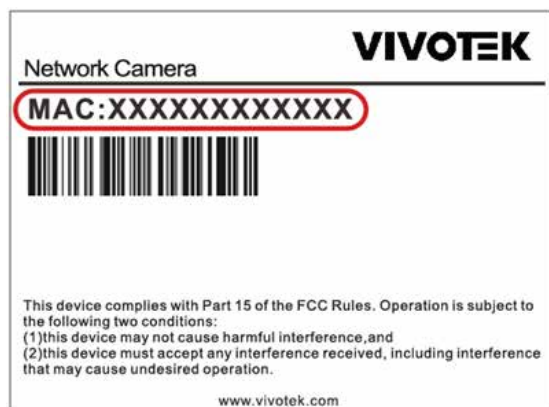 VIVOTEK
Network Camera
MAC:XXXXXXXXXXXX
This device complies with Part 15 of the FCC Rules. Operation is subject to
the following two conditions:
(1)this device may not cause harmful interference,and
(2)this device must accept any interference received, including interference
that may cause undesired operation.
www.vivotek.com